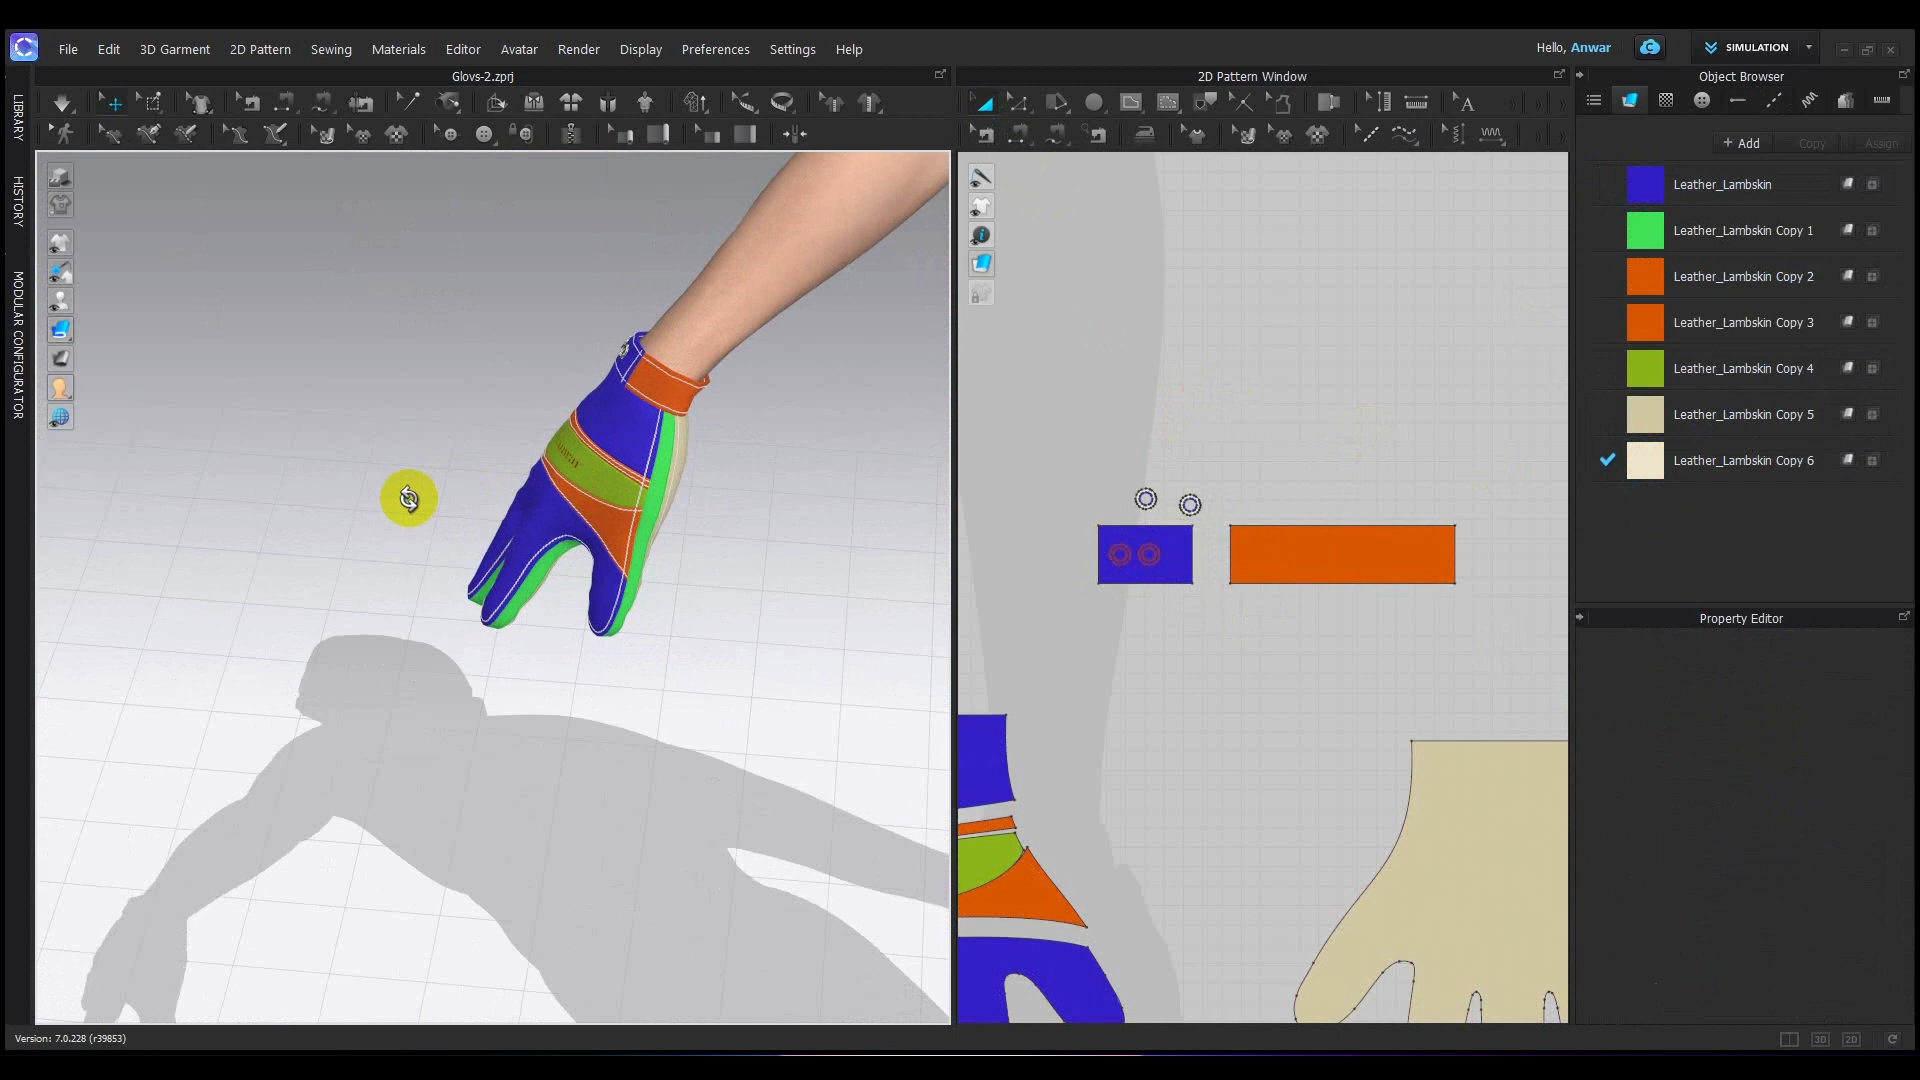 File Edit 3D Garment 2D Pattern Sewing Materials Editor Avatar Render Display Preferences Settings Help
Hello, Anwar
SIMULATION
Glovs-2.zprj
2D Pattern Window
Object Browser
A
LIBRARY
HISTORY
MODULAR CONFIGURATOR
+ Add Copy Assign
Leather_Lambskin
Leather_Lambskin Copy 1
Leather_Lambskin Copy 2
Leather_Lambskin Copy 3
Leather_Lambskin Copy 4
Leather_Lambskin Copy 5
Leather_Lambskin Copy 6
Property Editor
Version: 7.0.228 (r39853)
3D 2D